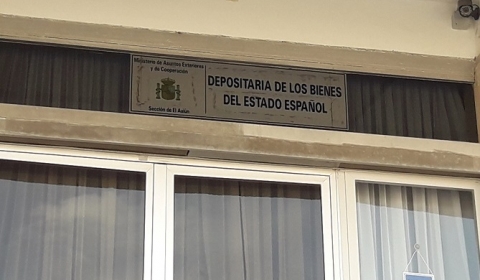 Ministerio de Asuntos Exteriores
y de Cooperación
Sección de El Aaiún
DEPOSITARIA DE LOS BIENES
DEL ESTADO ESPAÑOL